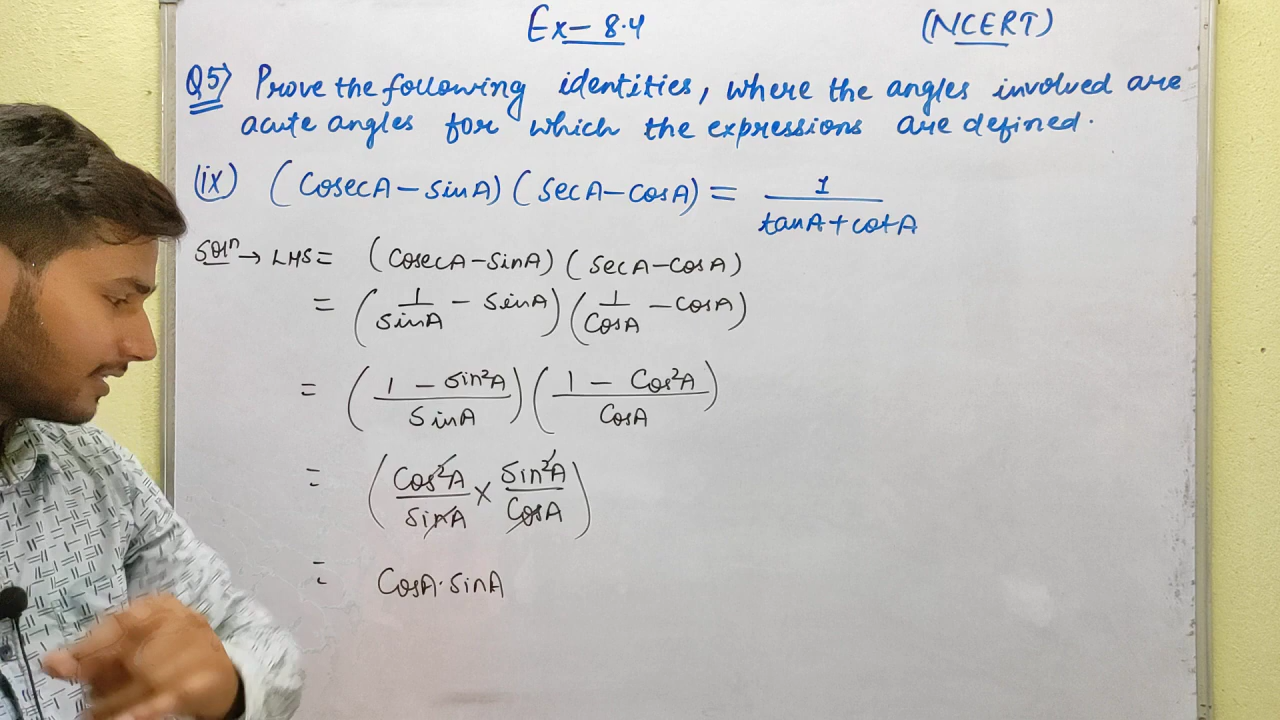 Ex-8.4 (NCERT)
Q5) Prove the following identities, where the angles involved are
acute angles for which the expressions are defined.
(ix) (CosecA-SinA)(SecA-CosA) = 1/(tanA+cotA)
Solⁿ→ LHS = (CosecA-SinA)(SecA-CosA)
= (1/SinA - SinA)(1/CosA - CosA)
= ((1 - Sin²A)/SinA)((1 - Cos²A)/CosA)
= (Cos²A/SinA × Sin²A/CosA)
= CosA·SinA